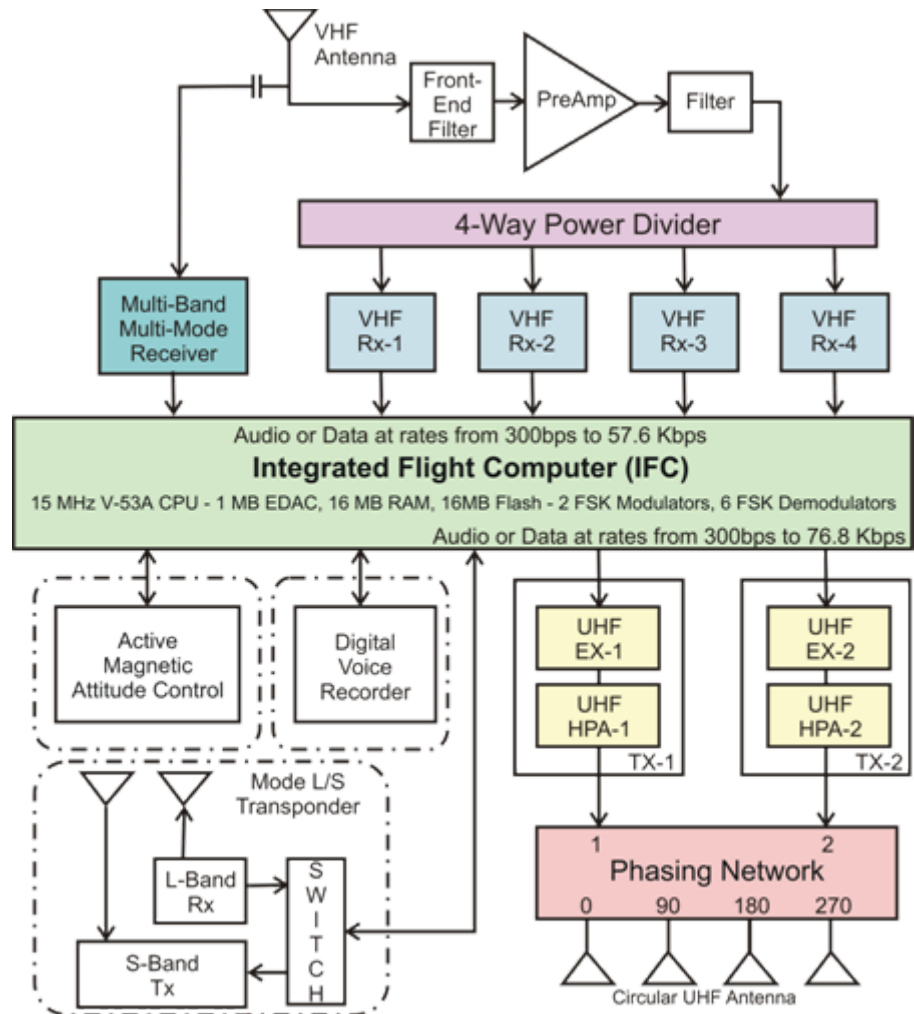 VHF
Antenna
Front-
End
Filter
PreAmp
Filter
4-Way Power Divider
Multi-Band
Multi-Mode
Receiver
VHF
Rx-1
VHF
Rx-2
VHF
Rx-3
VHF
Rx-4
Audio or Data at rates from 300bps to 57.6 Kbps
Integrated Flight Computer (IFC)
15 MHz V-53A CPU - 1 MB EDAC, 16 MB RAM, 16MB Flash - 2 FSK Modulators, 6 FSK Demodulators
Audio or Data at rates from 300bps to 76.8 Kbps
Active
Magnetic
Attitude Control
Digital
Voice
Recorder
UHF
EX-1
UHF
HPA-1
TX-1
UHF
EX-2
UHF
HPA-2
TX-2
Mode L/S
Transponder
L-Band
Rx
S
W
I
T
C
H
S-Band
Tx
1 2
Phasing Network
0 90 180 270
Circular UHF Antenna